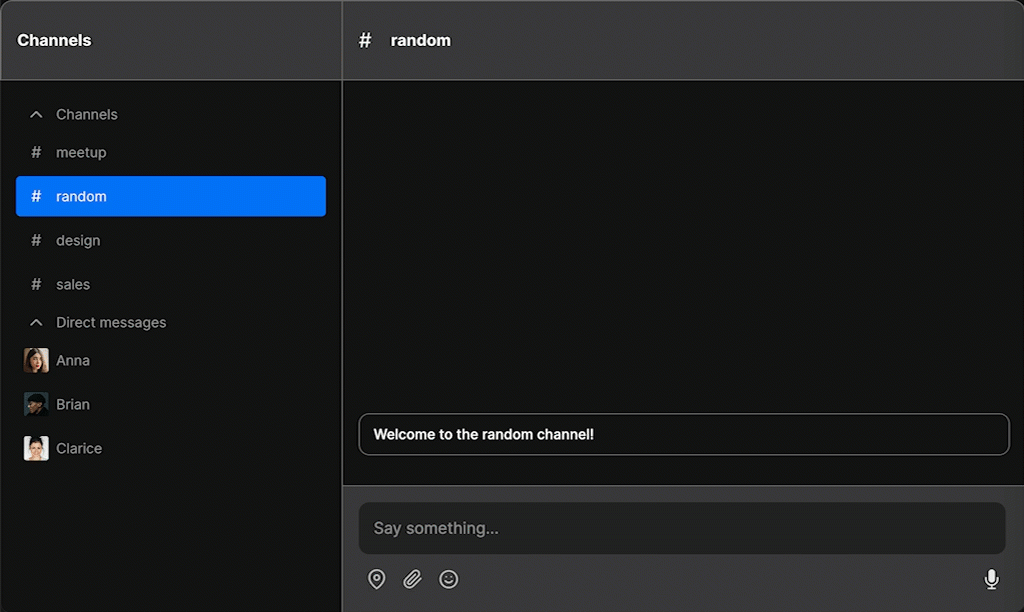 Channels
# random
Channels
# meetup
# random
# design
# sales
Direct messages
Anna
Brian
Clarice
Welcome to the random channel!
Say something...